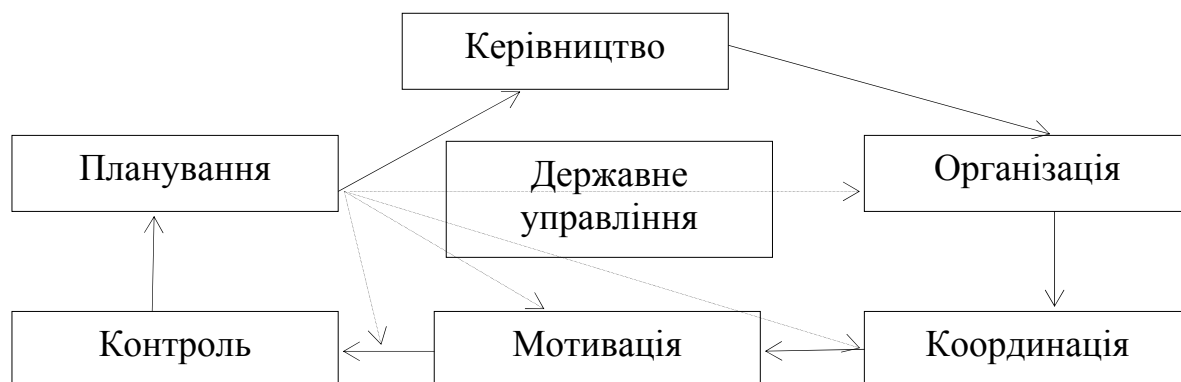 Керівництво
Планування
Державне
управління
Організація
Контроль
Мотивація
Координація